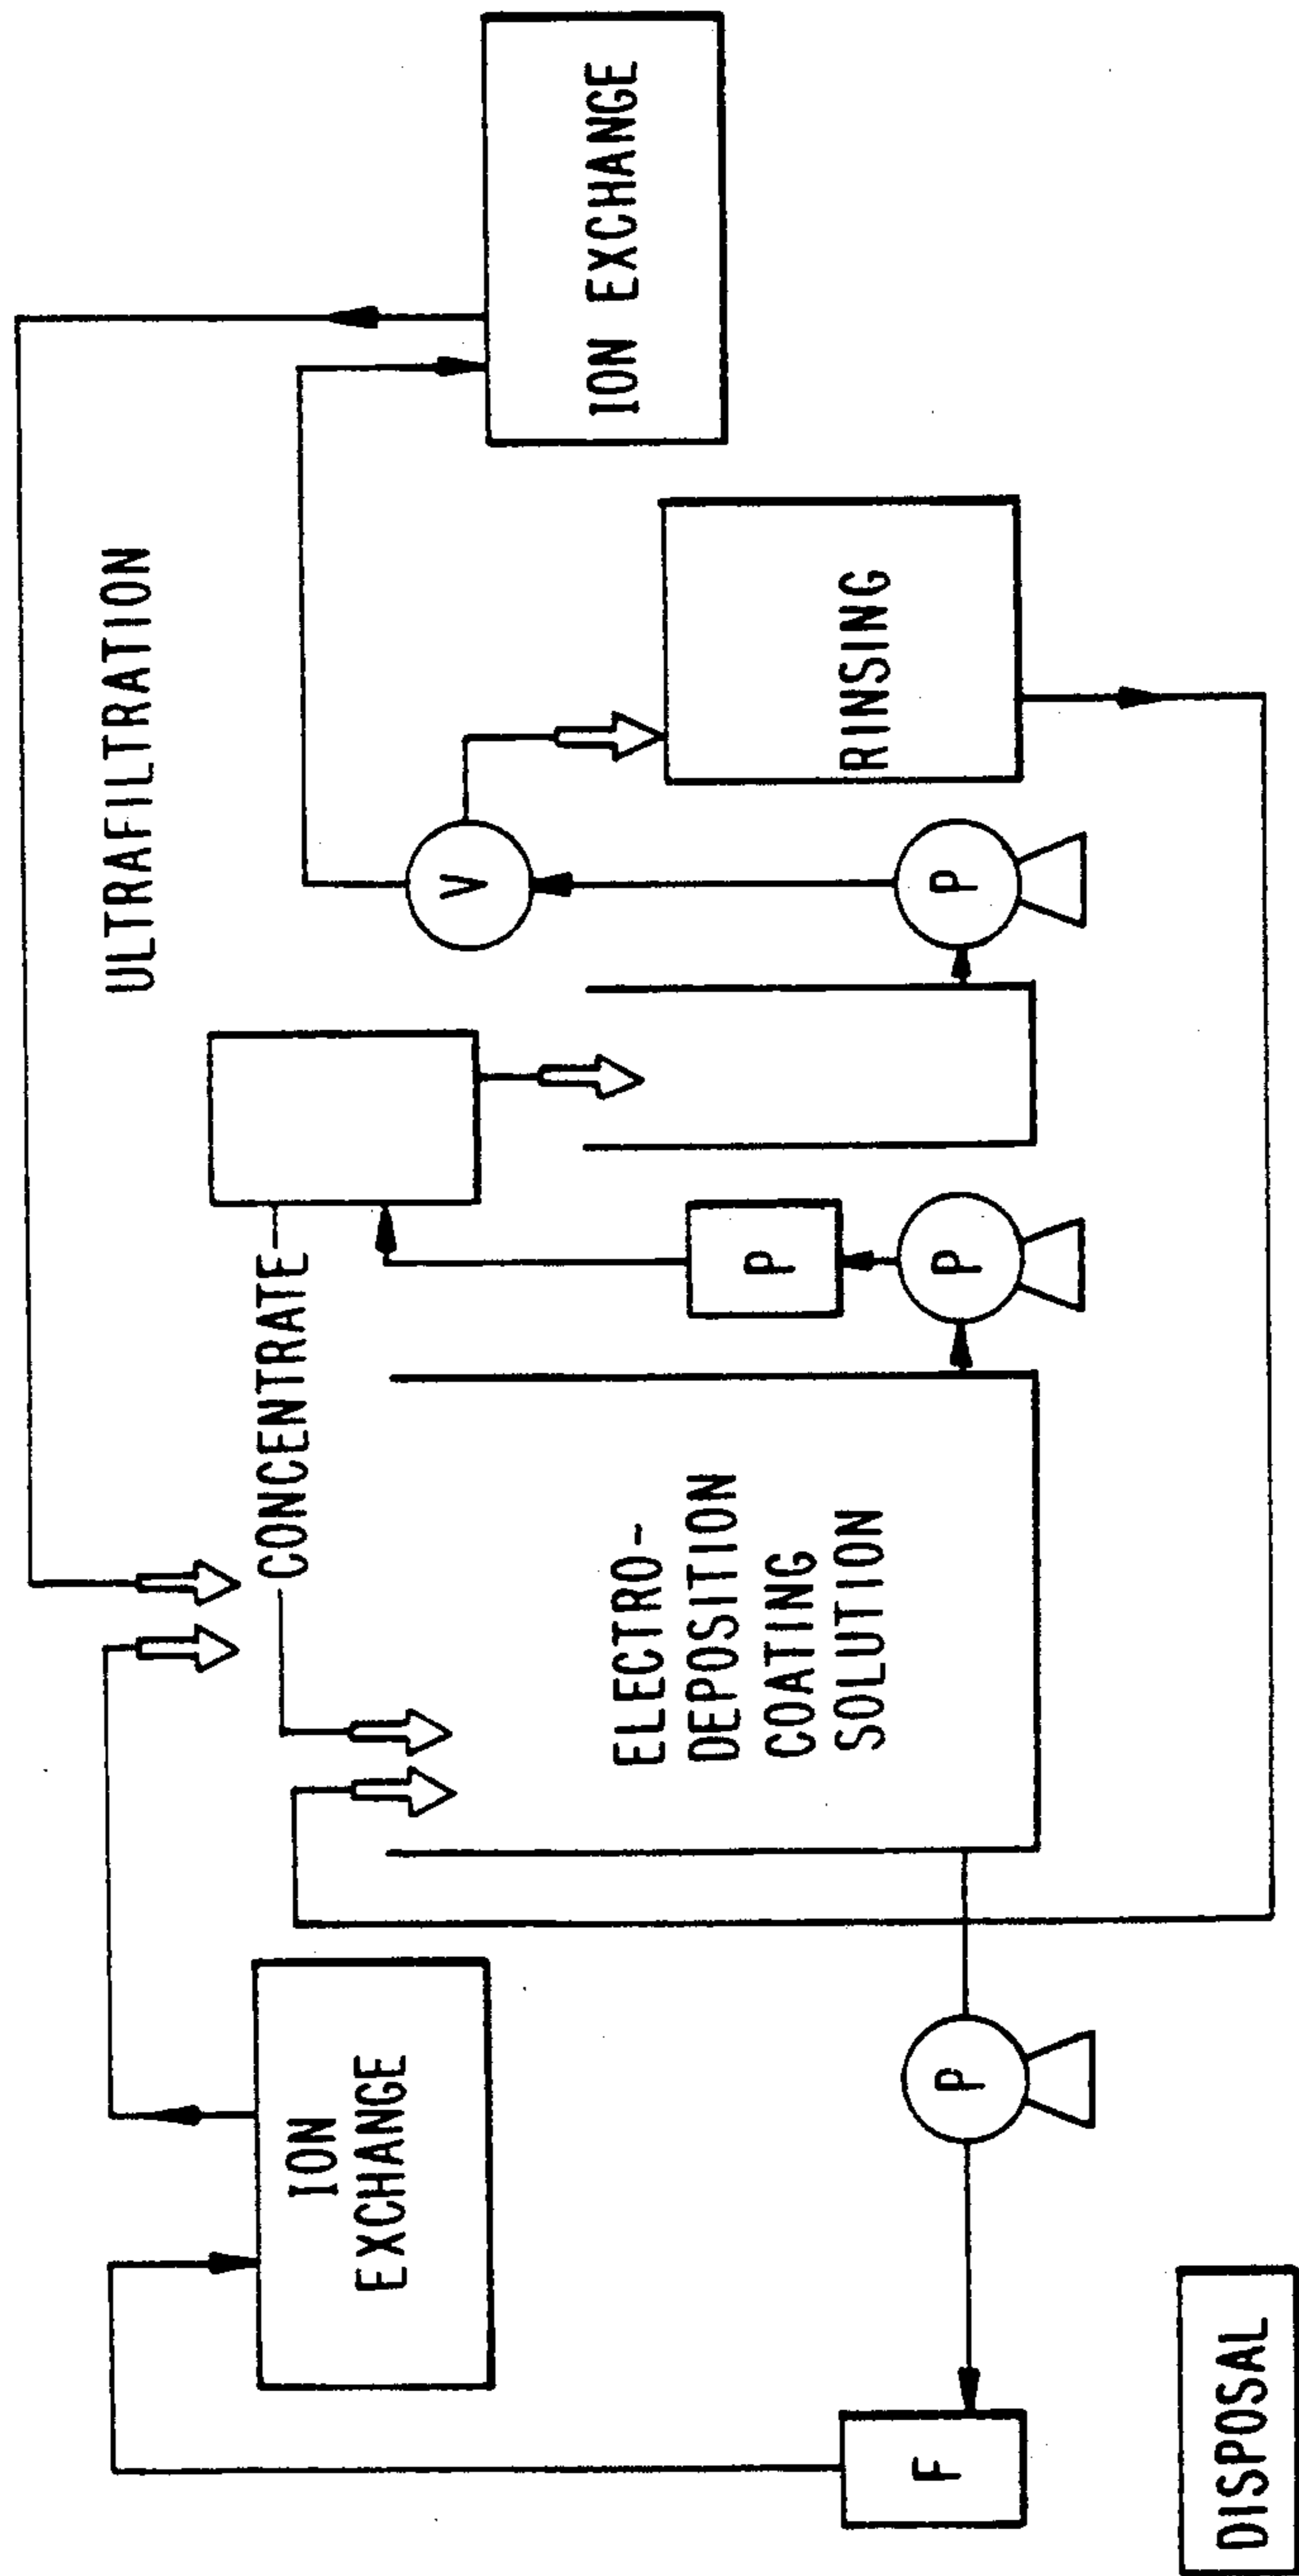 ULTRAFILTRATION
ION
EXCHANGE
CONCENTRATE
ION EXCHANGE
V
ELECTRO-
DEPOSITION
COATING
SOLUTION
P
RINSING
F
P
P
P
DISPOSAL